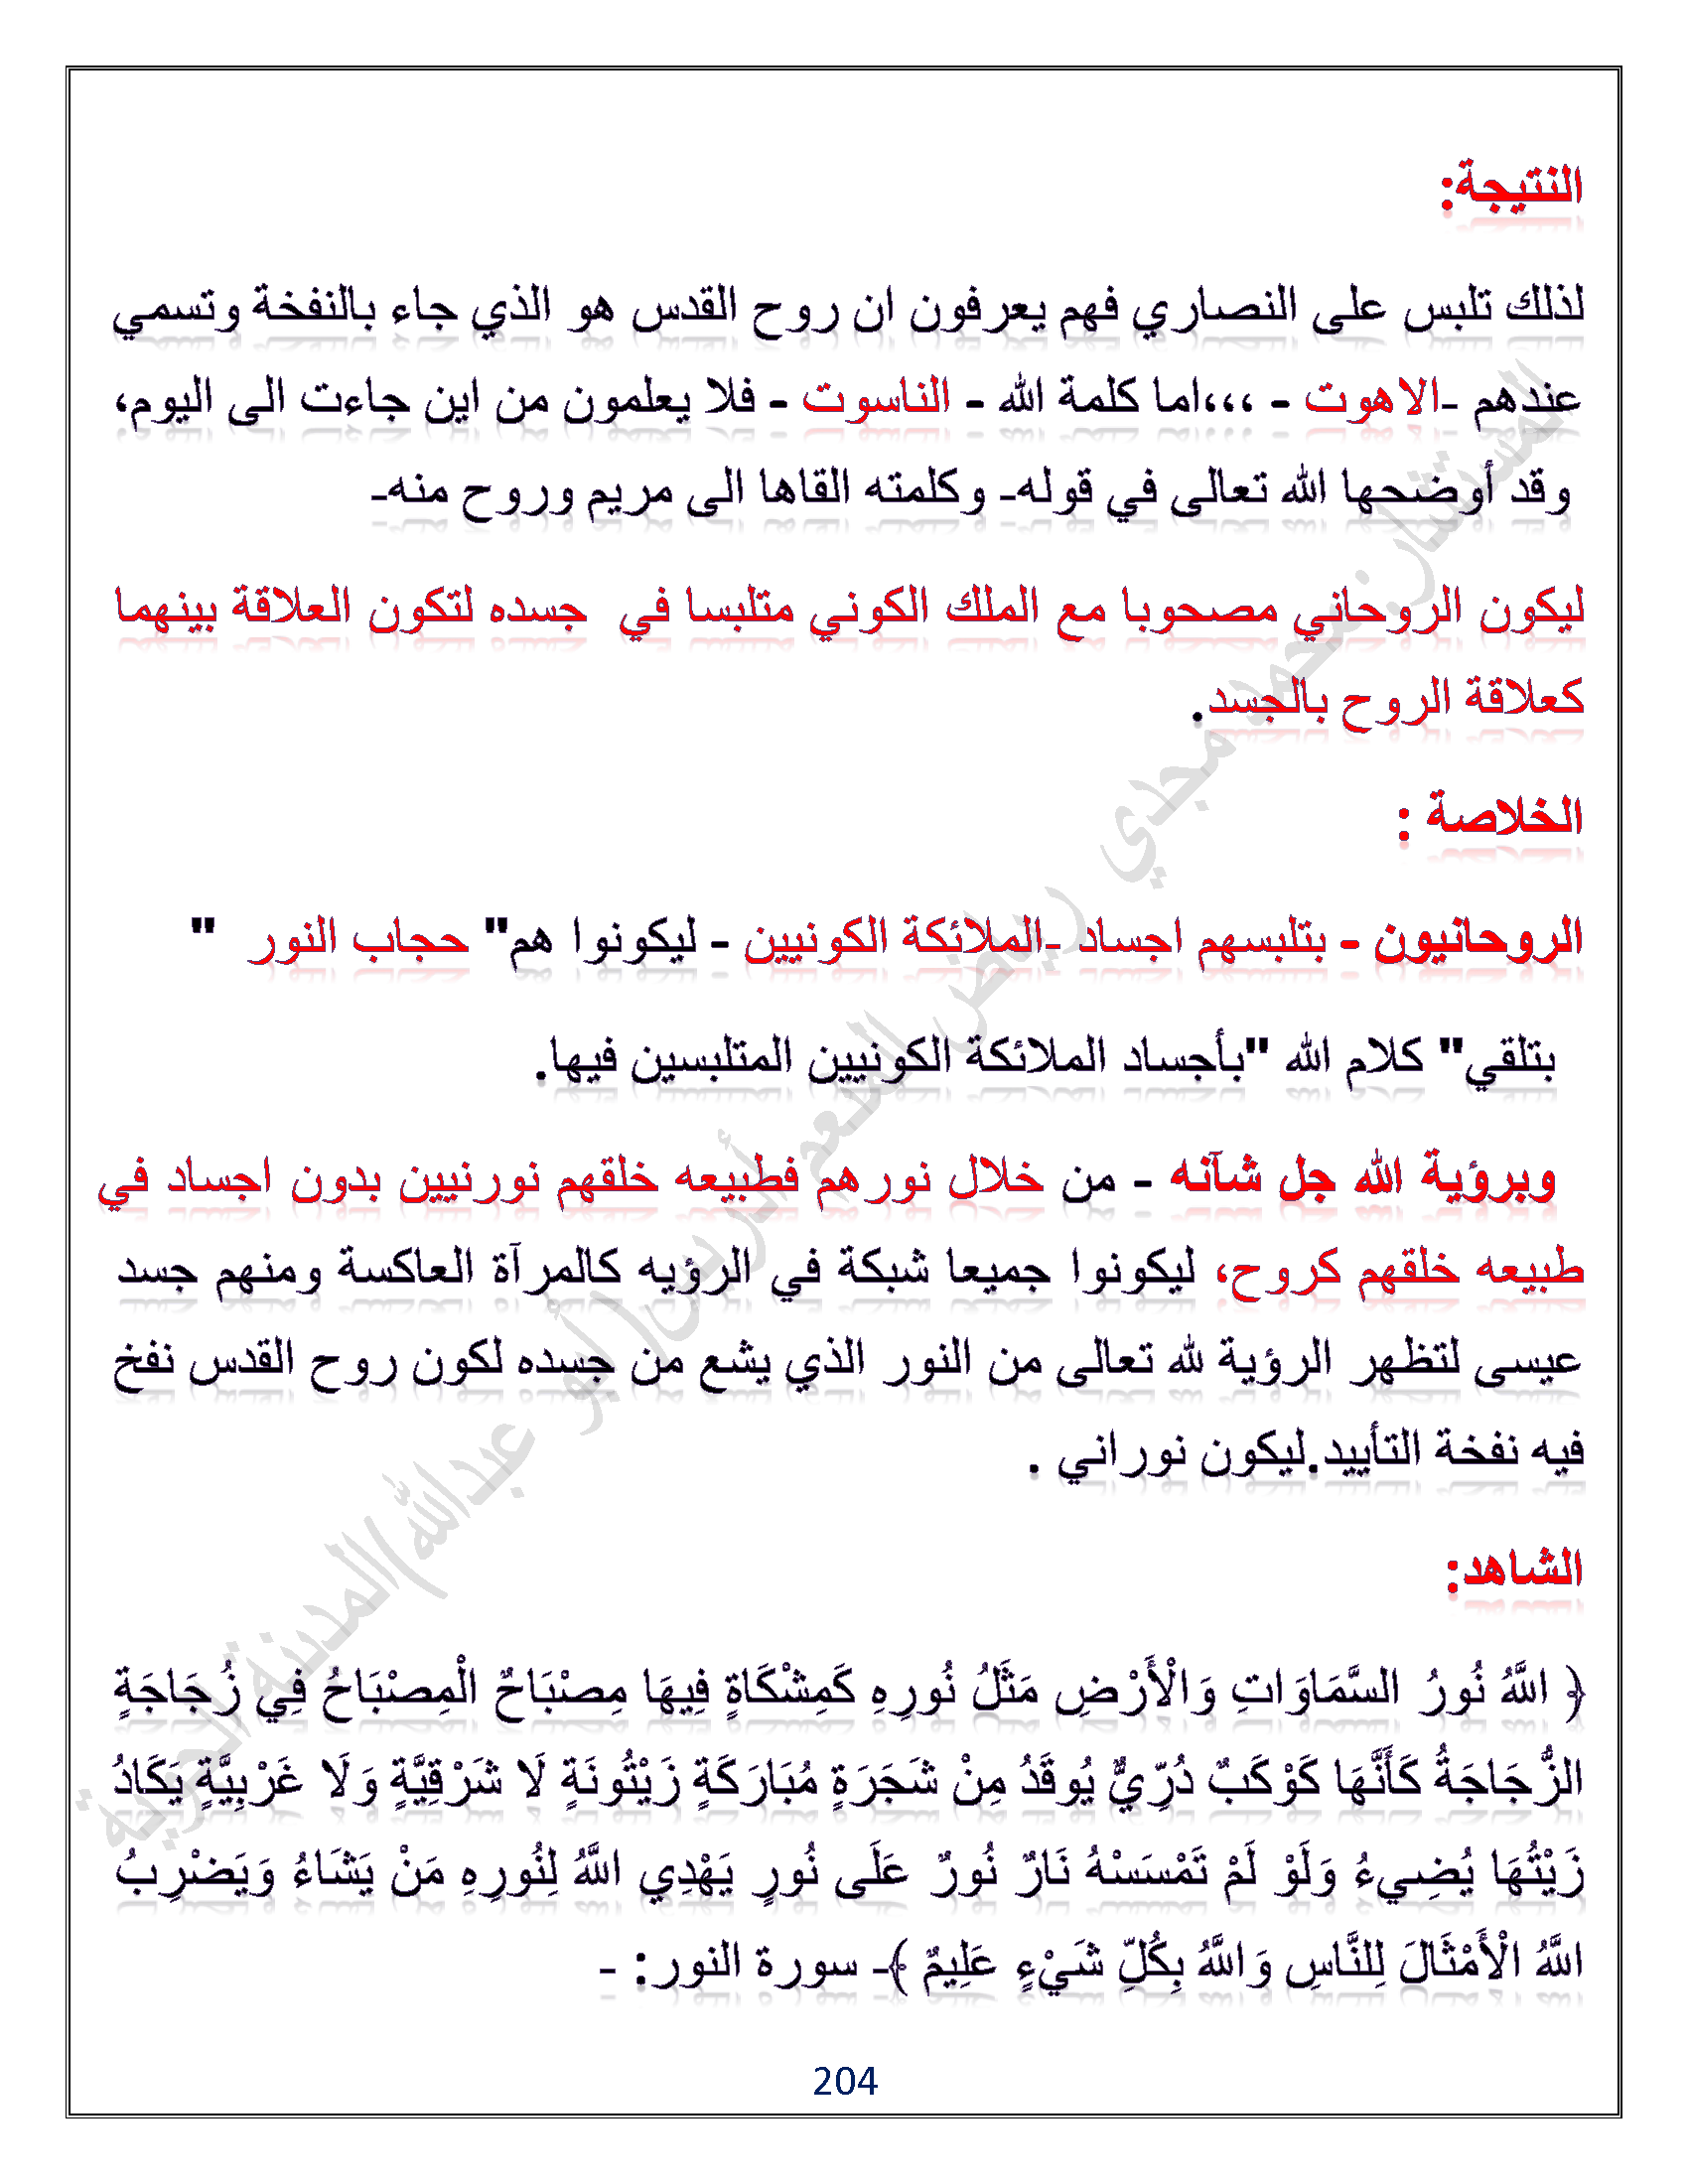 النتيجة:
لذلك تلبس على النصاري فهم يعرفون ان روح القدس هو الذي جاء بالنفخة وتسمي
عندهم -الاهوت - ،،،اما كلمة الله - الناسوت - فلا يعلمون من اين جاءت الى اليوم،
وقد أوضحها الله تعالى في قوله- وكلمته القاها الى مريم وروح منه-
ليكون الروحاني مصحوبا مع الملك الكوني متلبسا في جسده لتكون العلاقة بينهما
كعلاقة الروح بالجسد.
الخلاصة :
الروحانيون - بتلبسهم اجساد -الملائكة الكونيين - ليكونوا هم" حجاب النور "
بتلقي" كلام الله "بأجساد الملائكة الكونيين المتلبسين فيها.
وبرؤية الله جل شآنه - من خلال نورهم فطبيعه خلقهم نورنيين بدون اجساد في
طبيعه خلقهم كروح، ليكونوا جميعا شبكة في الرؤيه كالمرآة العاكسة ومنهم جسد
عيسى لتظهر الرؤية لله تعالى من النور الذي يشع من جسده لكون روح القدس نفخ
فيه نفخة التأييد.ليكون نوراني .
الشاهد:
﴿ اللَّهُ نُورُ السَّمَاوَاتِ وَالْأَرْضِ مَثَلُ نُورِهِ كَمِشْكَاةٍ فِيهَا مِصْبَاحٌ الْمِصْبَاحُ فِي زُجَاجَةٍ
الزُّجَاجَةُ كَأَنَّهَا كَوْكَبٌ دُرِّيٌّ يُوقَدُ مِنْ شَجَرَةٍ مُبَارَكَةٍ زَيْتُونَةٍ لَا شَرْقِيَّةٍ وَلَا غَرْبِيَّةٍ يَكَادُ
زَيْتُهَا يُضِيءُ وَلَوْ لَمْ تَمْسَسْهُ نَارٌ نُورٌ عَلَى نُورٍ يَهْدِي اللَّهُ لِنُورِهِ مَنْ يَشَاءُ وَيَضْرِبُ
اللَّهُ الْأَمْثَالَ لِلنَّاسِ وَاللَّهُ بِكُلِّ شَيْءٍ عَلِيمٌ ﴾- سورة النور: -
204